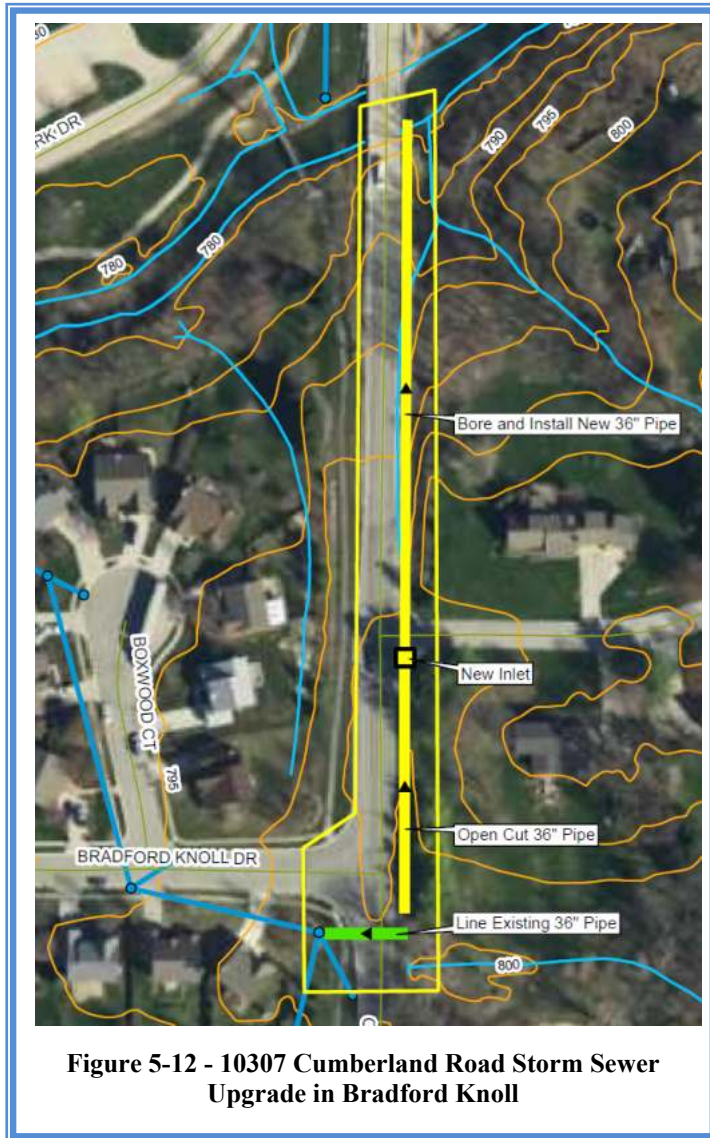 780
RK DR
790
795
800
780
780
Bore and Install New 36" Pipe
New Inlet
BOXWOOD CT
795
Open Cut 36" Pipe
BRADFORD KNOLL DR
Line Existing 36" Pipe
800
C
Figure 5-12 - 10307 Cumberland Road Storm Sewer
Upgrade in Bradford Knoll